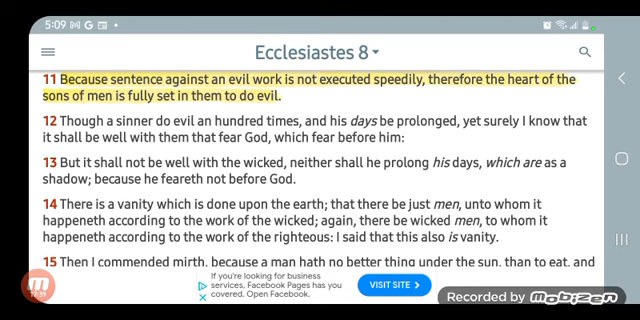 5:09
Ecclesiastes 8
11 Because sentence against an evil work is not executed speedily, therefore the heart of the
sons of men is fully set in them to do evil.
12 Though a sinner do evil an hundred times, and his days be prolonged, yet surely I know that
it shall be well with them that fear God, which fear before him:
13 But it shall not be well with the wicked, neither shall he prolong his days, which are as a
shadow; because he feareth not before God.
14 There is a vanity which is done upon the earth; that there be just men, unto whom it
happeneth according to the work of the wicked; again, there be wicked men, to whom it
happeneth according to the work of the righteous: I said that this also is vanity.
15 Then I commended mirth, because a man hath no better thing under the sun, than to eat, and
If you're looking for business
services, Facebook Pages has you
covered. Open Facebook.
VISIT SITE
17:39
Recorded by Mobizen